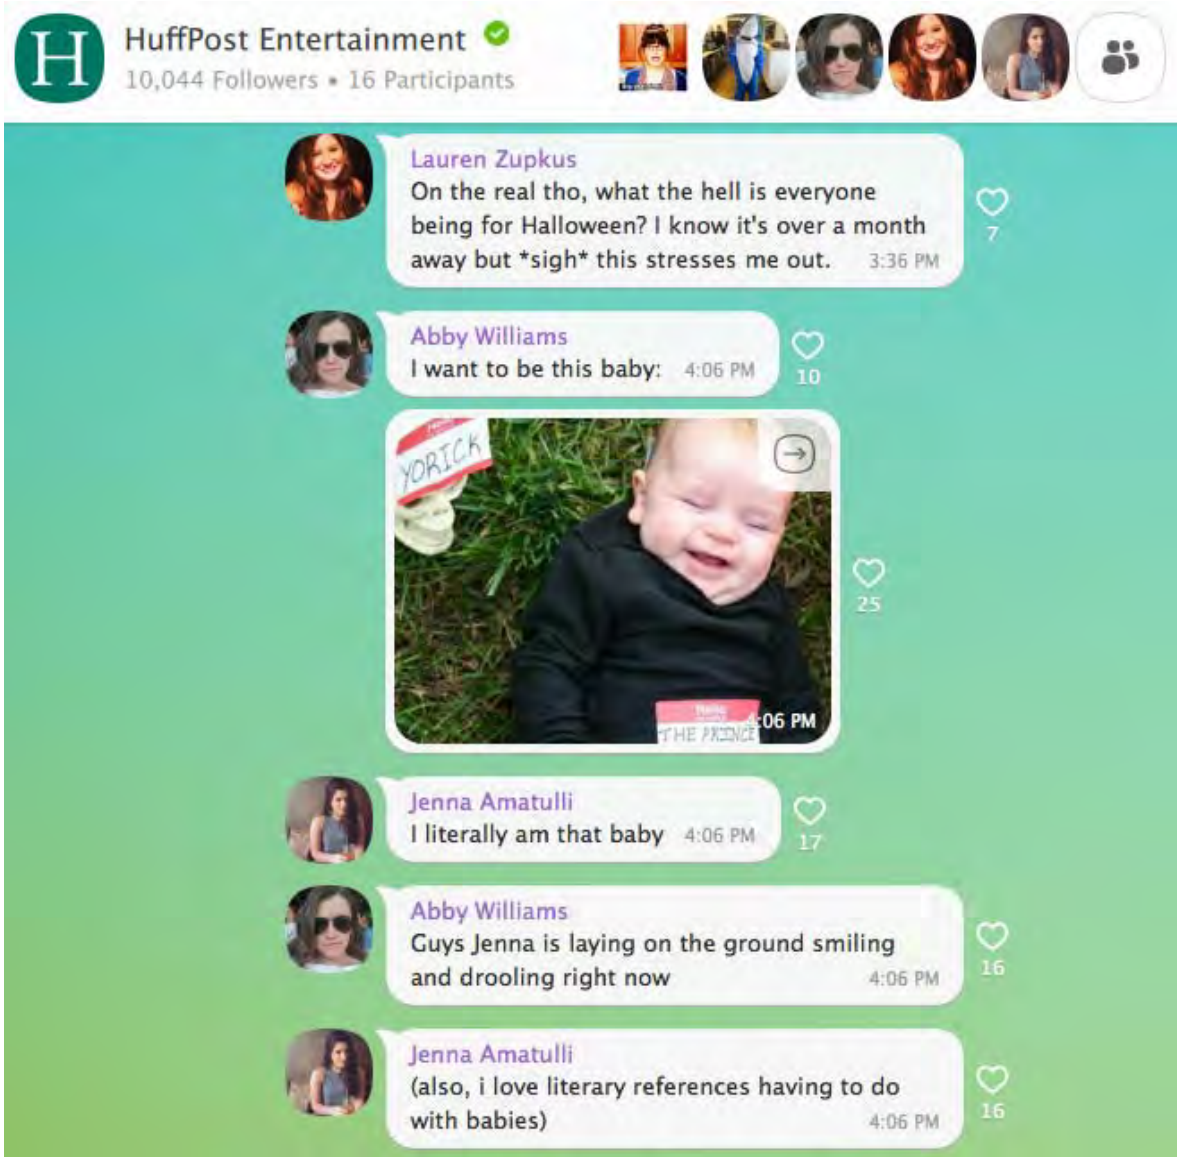 H
HuffPost Entertainment
10,044 Followers • 16 Participants
Lauren Zupkus
On the real tho, what the hell is everyone
being for Halloween? I know it's over a month
away but *sigh* this stresses me out. 3:36 PM
7
Abby Williams
I want to be this baby: 4:06 PM
10
Hello
YORICK
25
Hello
4:06 PM
THE PRINCE
Jenna Amatulli
I literally am that baby 4:06 PM
17
Abby Williams
Guys Jenna is laying on the ground smiling
and drooling right now 4:06 PM
16
Jenna Amatulli
(also, i love literary references having to do
with babies) 4:06 PM
16